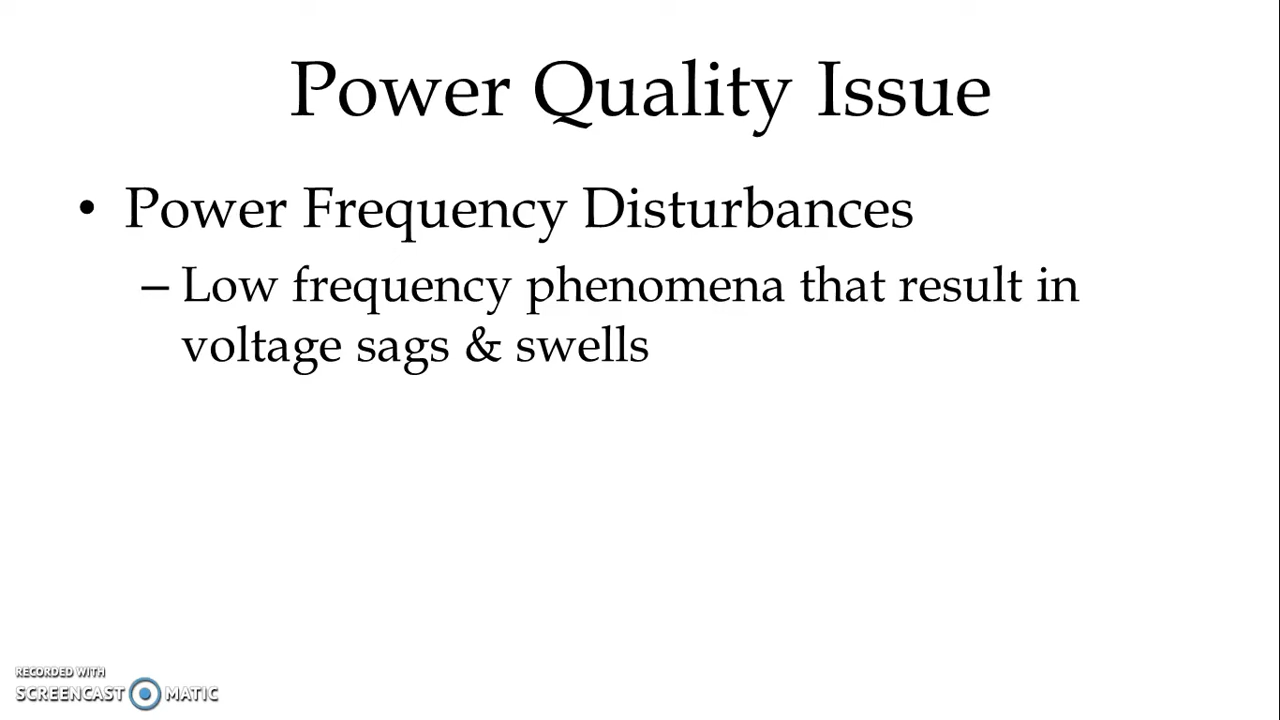 Power Quality Issue
• Power Frequency Disturbances
– Low frequency phenomena that result in
voltage sags & swells
RECORDED WITH
SCREENCAST MATIC